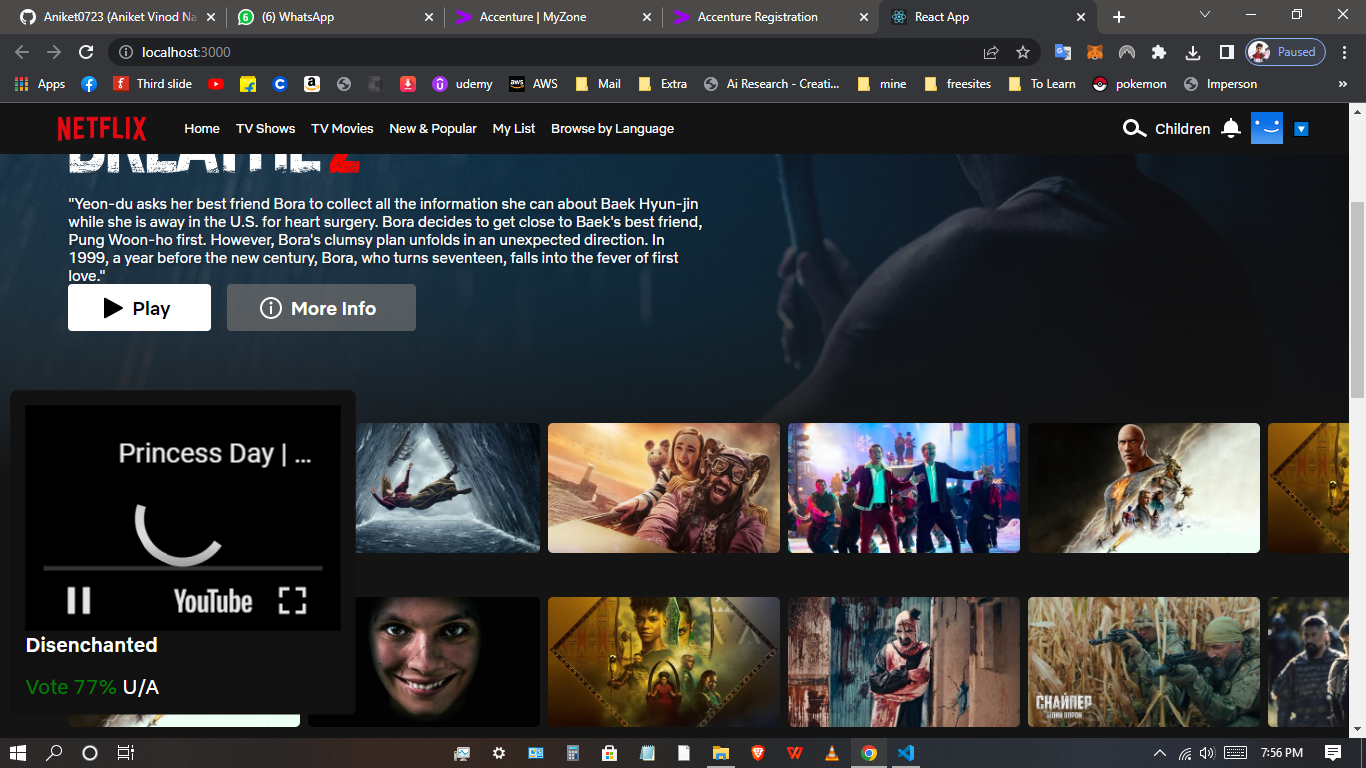 Aniket0723 (Aniket Vinod Na
(6) WhatsApp
Accenture | MyZone
Accenture Registration
React App
localhost:3000
Paused
Apps
Third slide
udemy
AWS
Mail
Extra
Ai Research - Creati...
mine
freesites
To Learn
pokemon
Imperson
»
NETFLIX
Home
TV Shows
TV Movies
New & Popular
My List
Browse by Language
Children
BREATHE 2
"Yeon-du asks her best friend Bora to collect all the information she can about Baek Hyun-jin
while she is away in the U.S. for heart surgery. Bora decides to get close to Baek's best friend,
Pung Woon-ho first. However, Bora's clumsy plan unfolds in an unexpected direction. In
1999, a year before the new century, Bora, who turns seventeen, falls into the fever of first
love."
Play
More Info
Princess Day | ...
YouTube
Disenchanted
Vote 77% U/A
СНАЙПЕР
7:56 PM